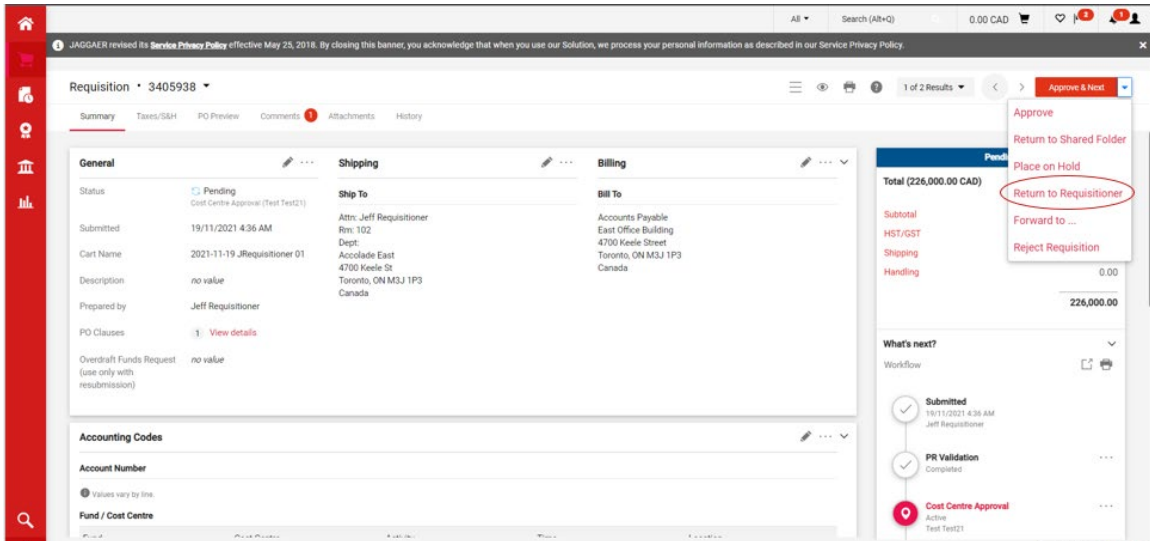 All
Search (Alt+Q)
0.00 CAD
2
1
JAGGAER revised its Service Privacy Policy effective May 25, 2018. By closing this banner, you acknowledge that when you use our Solution, we process your personal information as described in our Service Privacy Policy.
Requisition • 3405938
1 of 2 Results
Approve & Next
Summary
Taxes/S&H
PO Preview
Comments 1
Attachments
History
Approve
Return to Shared Folder
Place on Hold
Return to Requisitioner
Forward to ...
Reject Requisition
General
Status
Pending
Cost Centre Approval (Test Test21)
Submitted
19/11/2021 4:36 AM
Cart Name
2021-11-19 JRequisitioner 01
Description
no value
Prepared by
Jeff Requisitioner
PO Clauses
1 View details
Overdraft Funds Request
(use only with
resubmission)
no value
Shipping
Ship To
Attn: Jeff Requisitioner
Rm: 102
Dept:
Accolade East
4700 Keele St
Toronto, ON M3J 1P3
Canada
Billing
Bill To
Accounts Payable
East Office Building
4700 Keele Street
Toronto, ON M3J 1P3
Canada
Total (226,000.00 CAD)
Subtotal
HST/GST
Shipping
Handling
0.00
226,000.00
What's next?
Workflow
Submitted
19/11/2021 4:36 AM
Jeff Requisitioner
PR Validation
Completed
Cost Centre Approval
Active
Test Test21
Accounting Codes
Account Number
Values vary by line.
Fund / Cost Centre